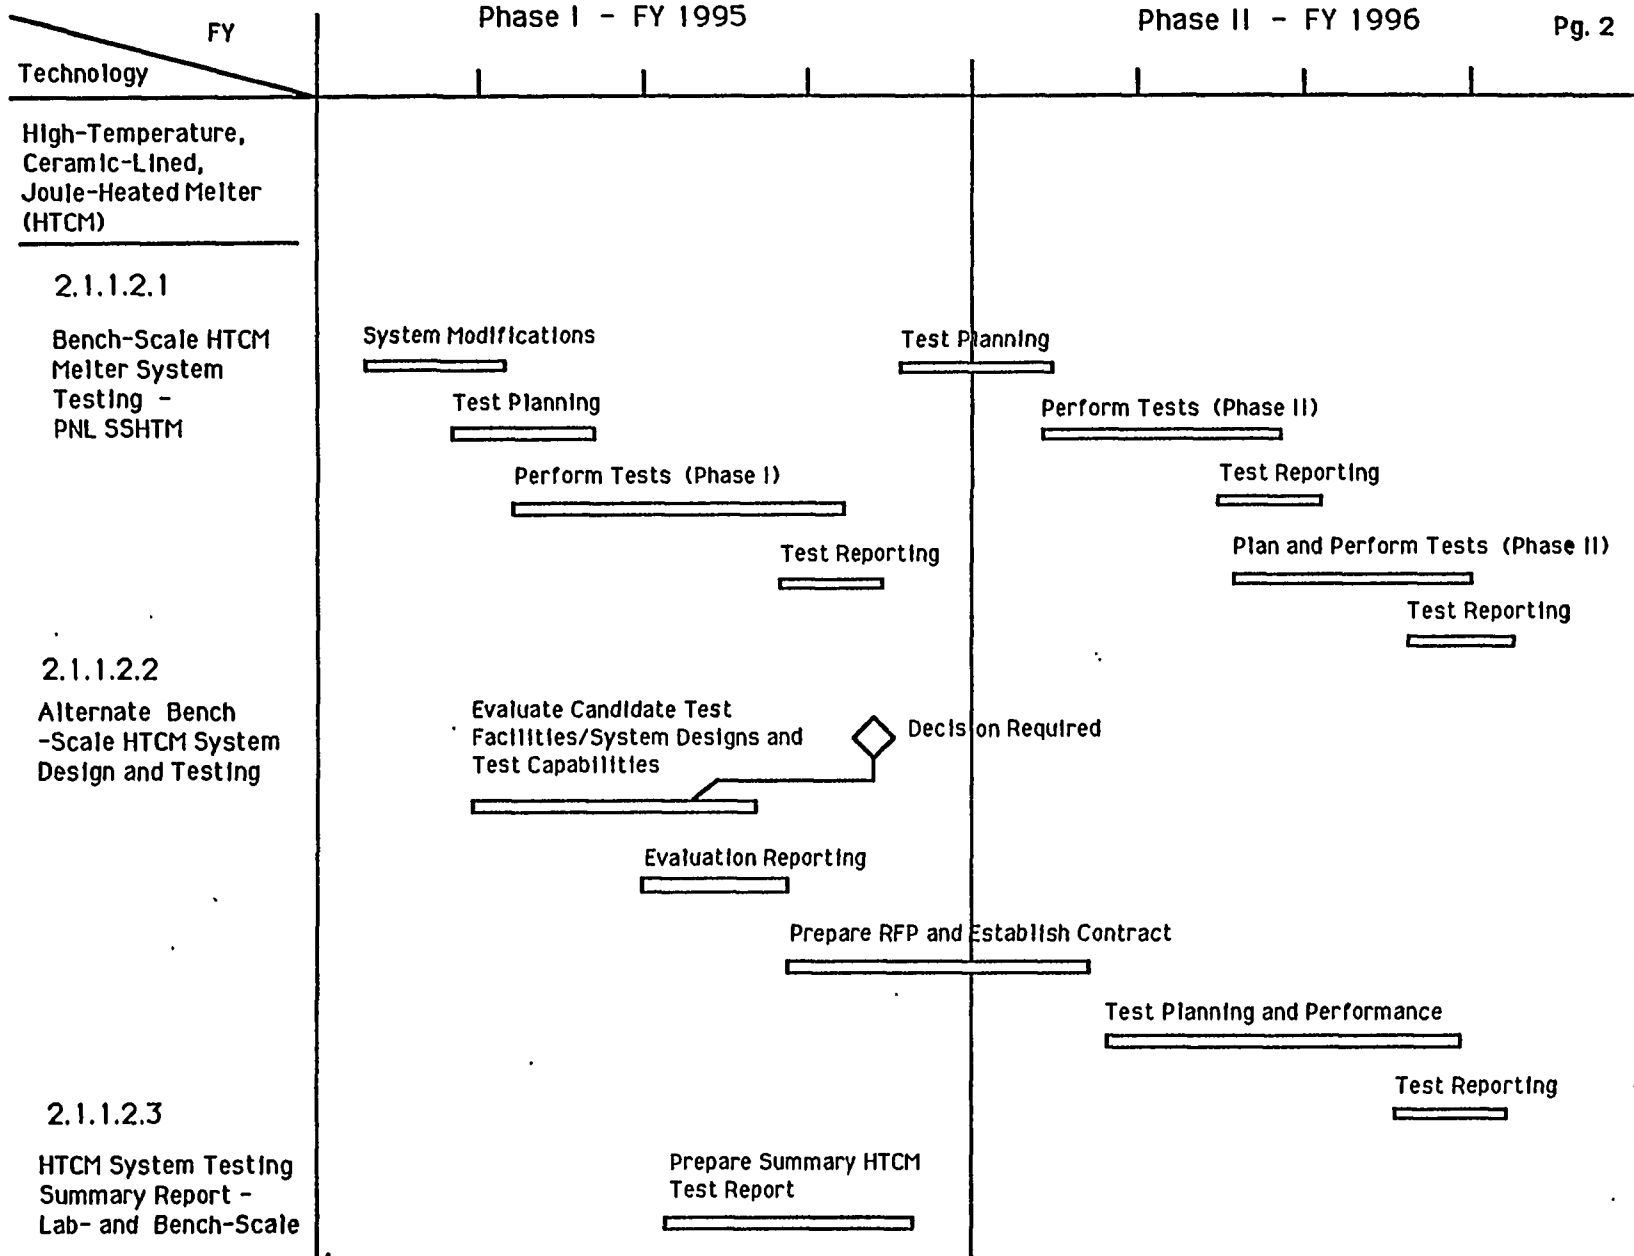 FY
Phase I - FY 1995
Phase II - FY 1996
Pg. 2
Technology
High-Temperature,
Ceramic-Lined,
Joule-Heated Melter
(HTCM)
2.1.1.2.1
Bench-Scale HTCM
Melter System
Testing -
PNL SSHTM
System Modifications
Test Planning
Perform Tests (Phase I)
Test Reporting
Test Planning
Perform Tests (Phase II)
Test Reporting
Plan and Perform Tests (Phase II)
Test Reporting
2.1.1.2.2
Alternate Bench
-Scale HTCM System
Design and Testing
Evaluate Candidate Test
Facilities/System Designs and
Test Capabilities
Decision Required
Evaluation Reporting
Prepare RFP and Establish Contract
Test Planning and Performance
Test Reporting
2.1.1.2.3
HTCM System Testing
Summary Report -
Lab- and Bench-Scale
Prepare Summary HTCM
Test Report